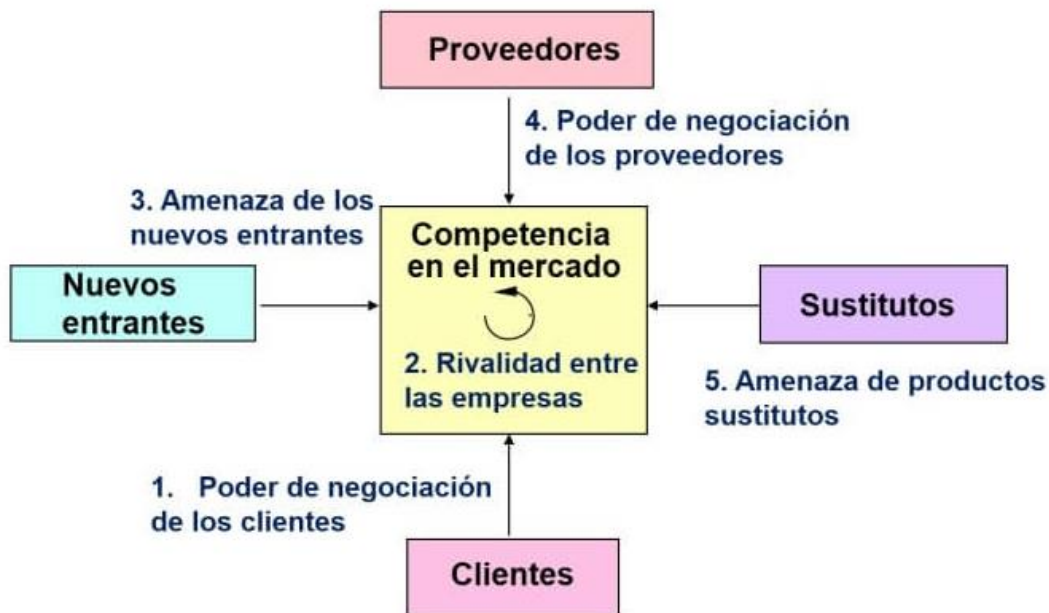 Proveedores
4. Poder de negociación
de los proveedores
3. Amenaza de los
nuevos entrantes
Competencia
en el mercado
Nuevos
entrantes
Sustitutos
2. Rivalidad entre
las empresas
5. Amenaza de productos
sustitutos
1. Poder de negociación
de los clientes
Clientes